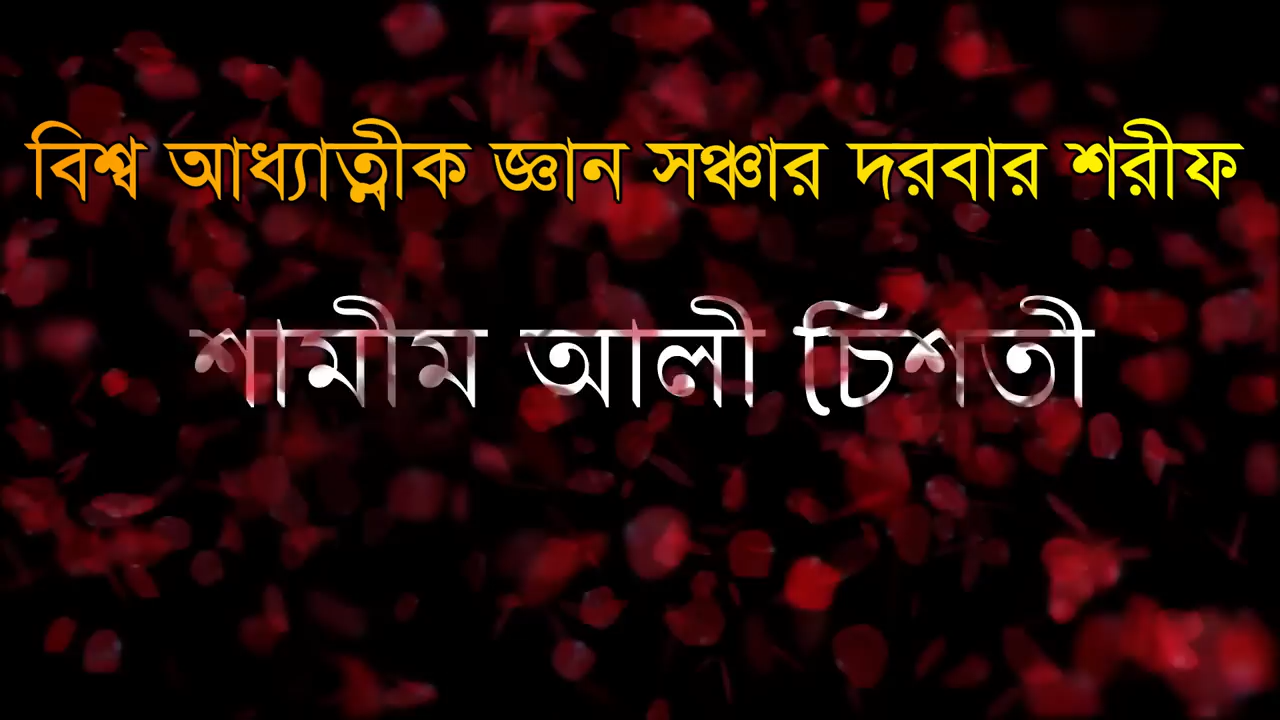 বিশ্ব আধ্যাত্নীক জ্ঞান সঞ্চার দরবার শরীফ
শামীম আলী চিশতী